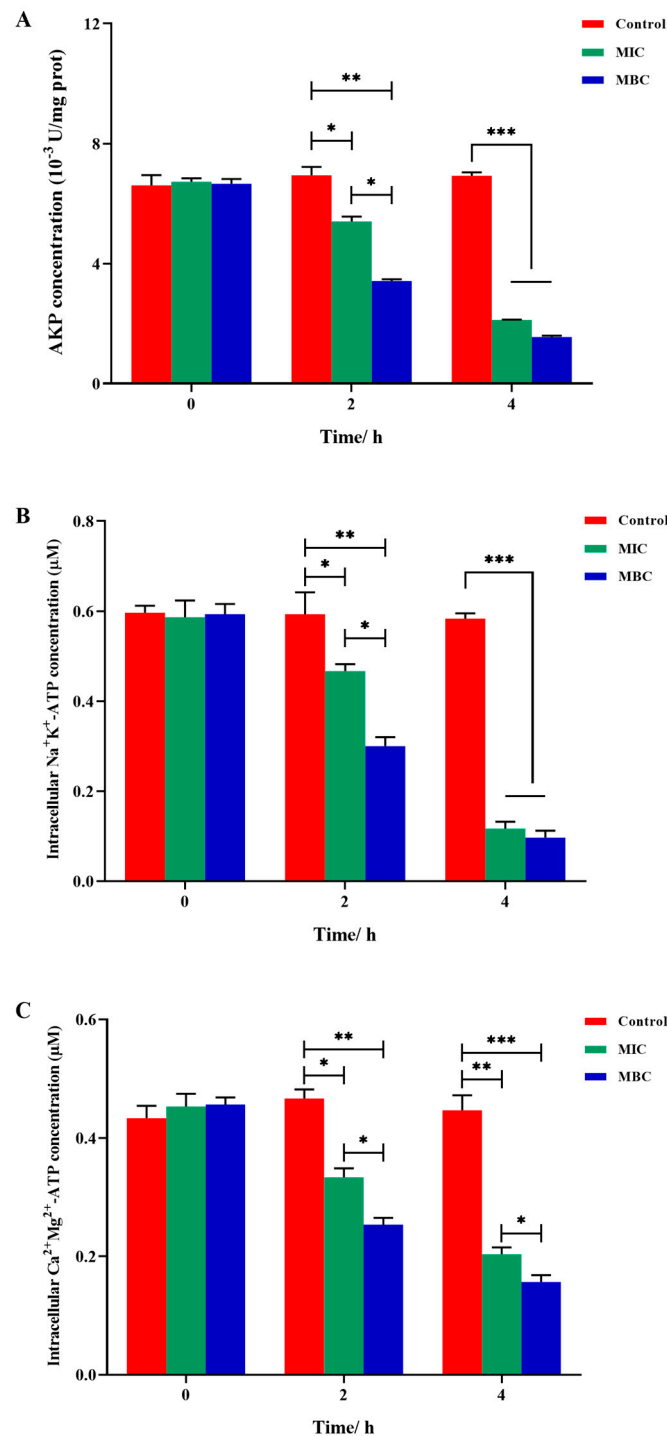 A
Control
MIC
MBC
AKP concentration (10⁻³ U/mg prot)
12
9
6
4
0
**
*
*
***
0 2 4
Time/ h
B
Control
MIC
MBC
Intracellular Na⁺K⁺-ATP concentration (μM)
0.8
0.6
0.4
0.2
0.0
**
*
*
***
0 2 4
Time/ h
C
Control
MIC
MBC
Intracellular Ca²⁺Mg²⁺-ATP concentration (μM)
0.6
0.4
0.2
0.0
**
*
*
***
**
*
0 2 4
Time/ h